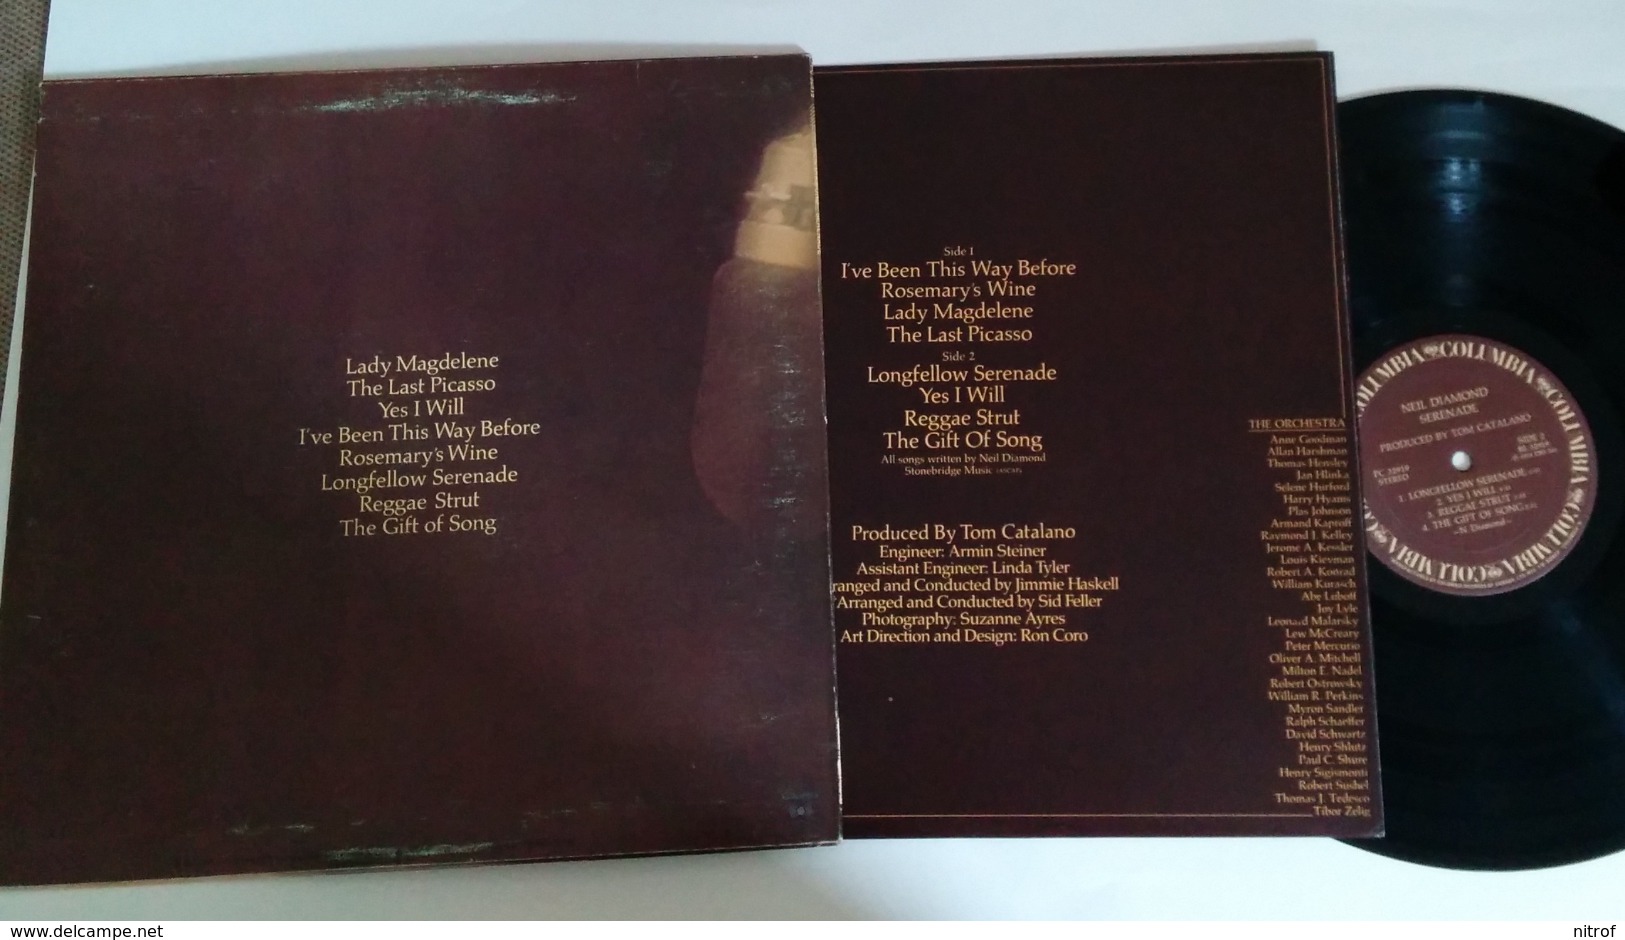 Lady Magdelene
The Last Picasso
Yes I Will
I've Been This Way Before
Rosemary's Wine
Longfellow Serenade
Reggae Strut
The Gift of Song
Side 1
I've Been This Way Before
Rosemary's Wine
Lady Magdelene
The Last Picasso
Side 2
Longfellow Serenade
Yes I Will
Reggae Strut
The Gift Of Song
All songs written by Neil Diamond
Stonebridge Music (ASCAP)
Produced By Tom Catalano
Engineer: Armin Steiner
Assistant Engineer: Linda Tyler
ranged and Conducted by Jimmie Haskell
Arranged and Conducted by Sid Feller
Photography: Suzanne Ayres
Art Direction and Design: Ron Coro
THE ORCHESTRA
Anne Goodman
Allan Harshman
Thomas Hensley
Jan Hlinka
Selene Hurford
Harry Hyams
Plas Johnson
Armand Kaproff
Raymond J. Kelley
Jerome A. Kessler
Louis Kievman
Robert A. Konrad
William Kurasch
Abe Luboff
Joy Lyle
Leonard Malarsky
Lew McCreary
Peter Mercurio
Oliver A. Mitchell
Milton E. Nadel
Robert Ostrowsky
William R. Perkins
Myron Sandler
Ralph Schaeffer
David Schwartz
Henry Shlutz
Paul C. Shure
Henry Sigismonti
Robert Sushel
Thomas J. Tedesco
Tibor Zelig
COLUMBIA COLUMBIA COLUMBIA COLUMBIA COLUMBIA
NEIL DIAMOND
SERENADE
PRODUCED BY TOM CATALANO
PC 32919
STEREO
SIDE 2
1. LONGFELLOW SERENADE
2. YES I WILL
3. REGGAE STRUT
4. THE GIFT OF SONG
-N. Diamond-
www.delcampe.net
nitrof